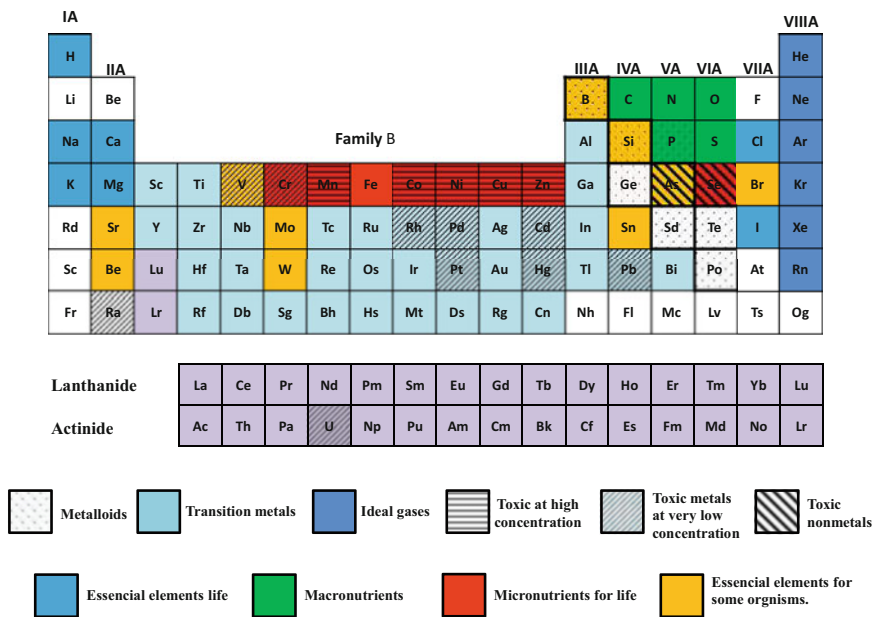 IA VIIIA
H He
IIA IIIA IVA VA VIA VIIA
Li Be B C N O F Ne
Na Ca Family B Al Si P S Cl Ar
K Mg Sc Ti V Cr Mn Fe Co Ni Cu Zn Ga Ge As Se Br Kr
Rd Sr Y Zr Nb Mo Tc Ru Rh Pd Ag Cd In Sn Sd Te I Xe
Sc Be Lu Hf Ta W Re Os Ir Pt Au Hg Tl Pb Bi Po At Rn
Fr Ra Lr Rf Db Sg Bh Hs Mt Ds Rg Cn Nh Fl Mc Lv Ts Og
Lanthanide La Ce Pr Nd Pm Sm Eu Gd Tb Dy Ho Er Tm Yb Lu
Actinide Ac Th Pa U Np Pu Am Cm Bk Cf Es Fm Md No Lr
Metalloids
Transition metals
Ideal gases
Toxic at high
concentration
Toxic metals
at very low
concentration
Toxic
nonmetals
Essencial elements life
Macronutrients
Micronutrients for life
Essencial elements for
some orgnisms.